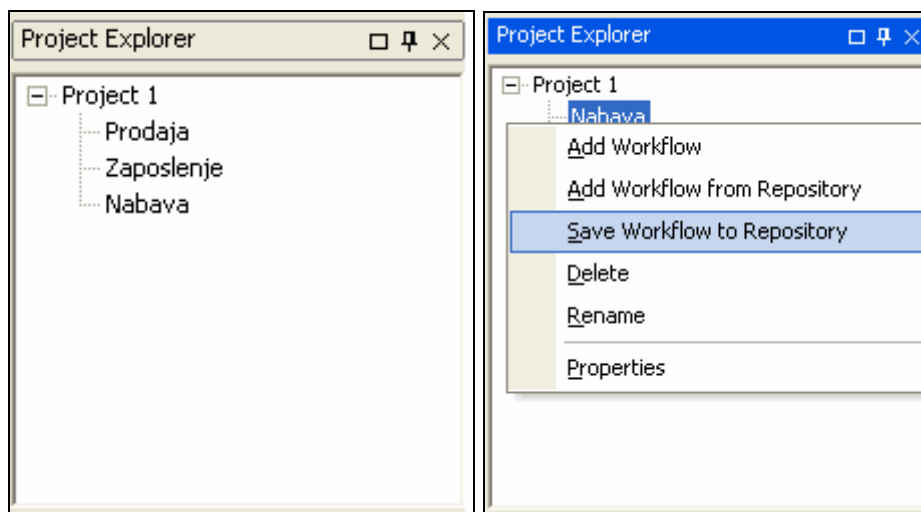 Project Explorer
Project 1
Prodaja
Zaposlenje
Nabava
Project Explorer
Project 1
Nabava
Add Workflow
Add Workflow from Repository
Save Workflow to Repository
Delete
Rename
Properties